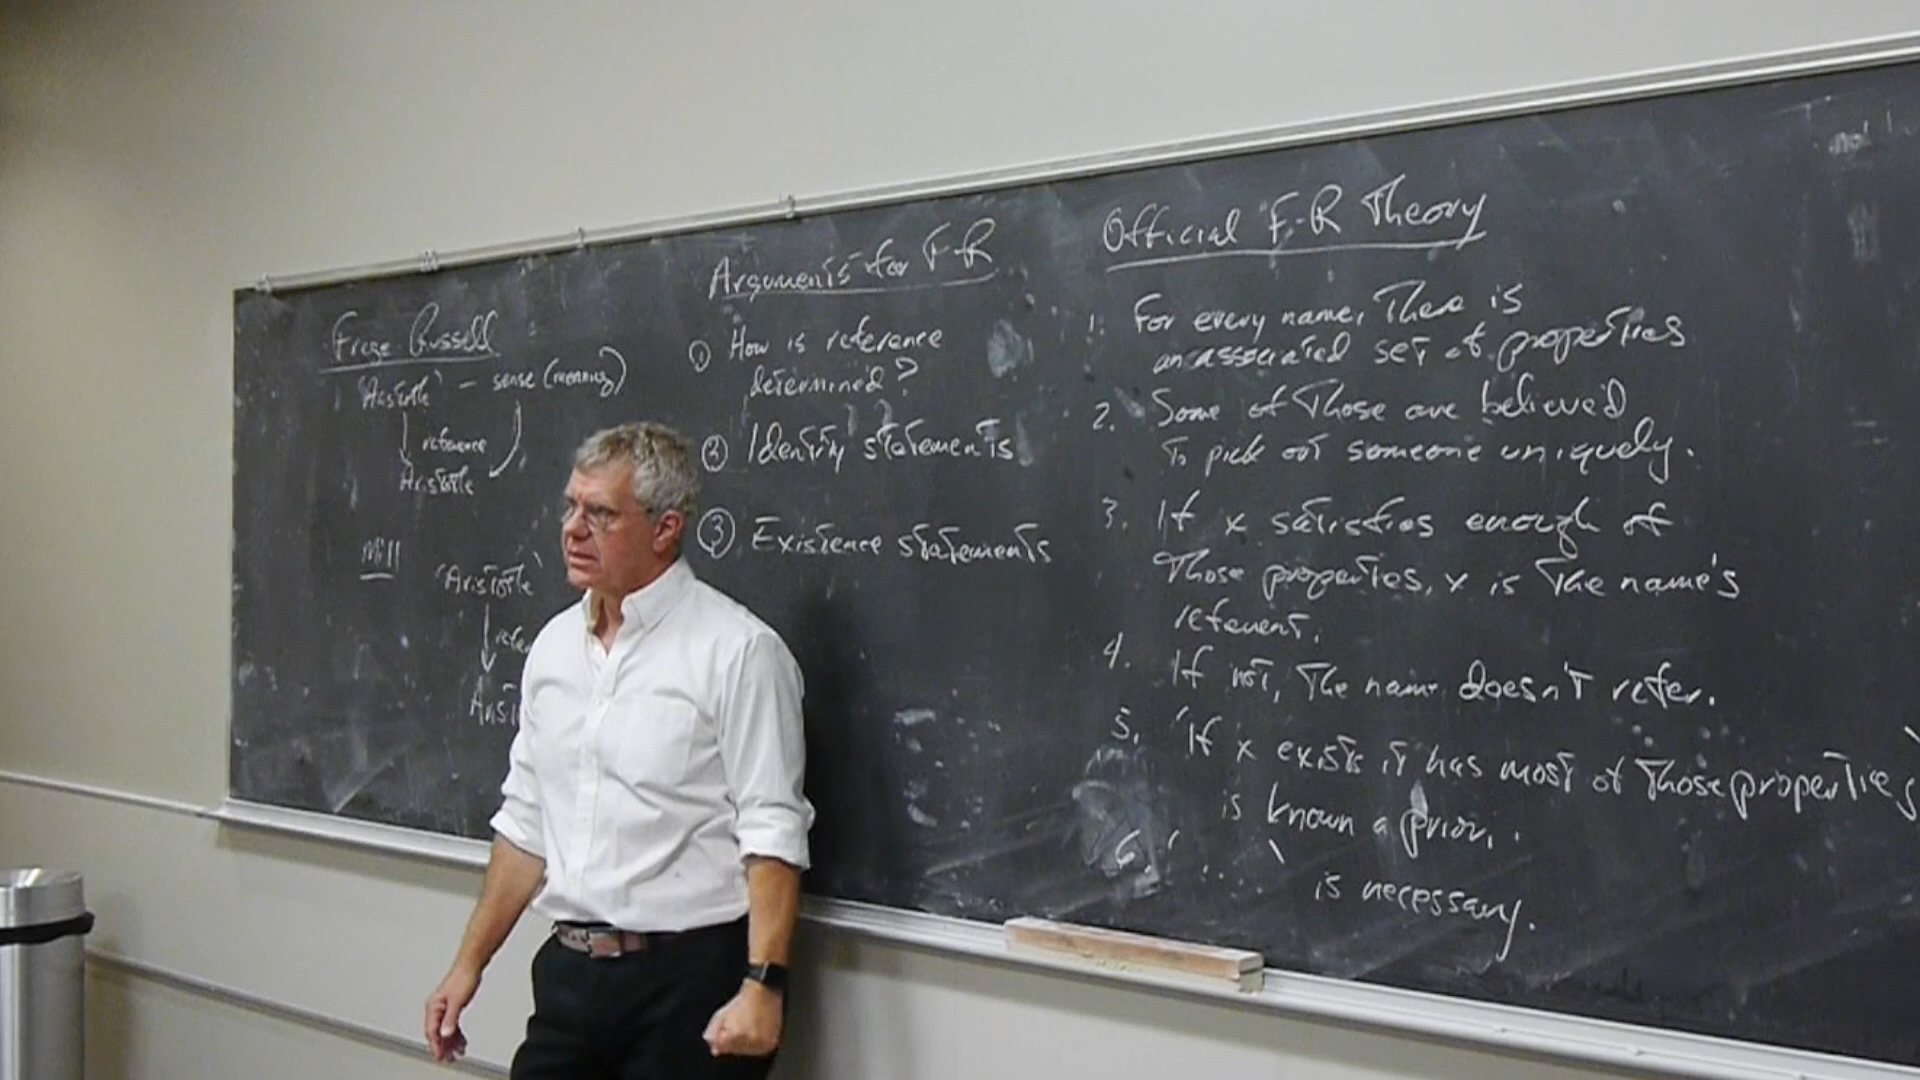 Frege-Russell
'Aristotle' — sense (meaning)
reference
Aristotle
Mill
'Aristotle'
refer
Arist
Arguments for F-R
① How is reference
determined?
② Identity statements
③ Existence statements
Official F-R Theory
1. For every name, there is
an associated set of properties
2. Some of those are believed
to pick out someone uniquely.
3. If x satisfies enough of
those properties, x is the name's
referent.
4. If not, the name doesn't refer.
5. 'If x exists it has most of those properties'
is known a priori.
6. ' . . . . '
is necessary.